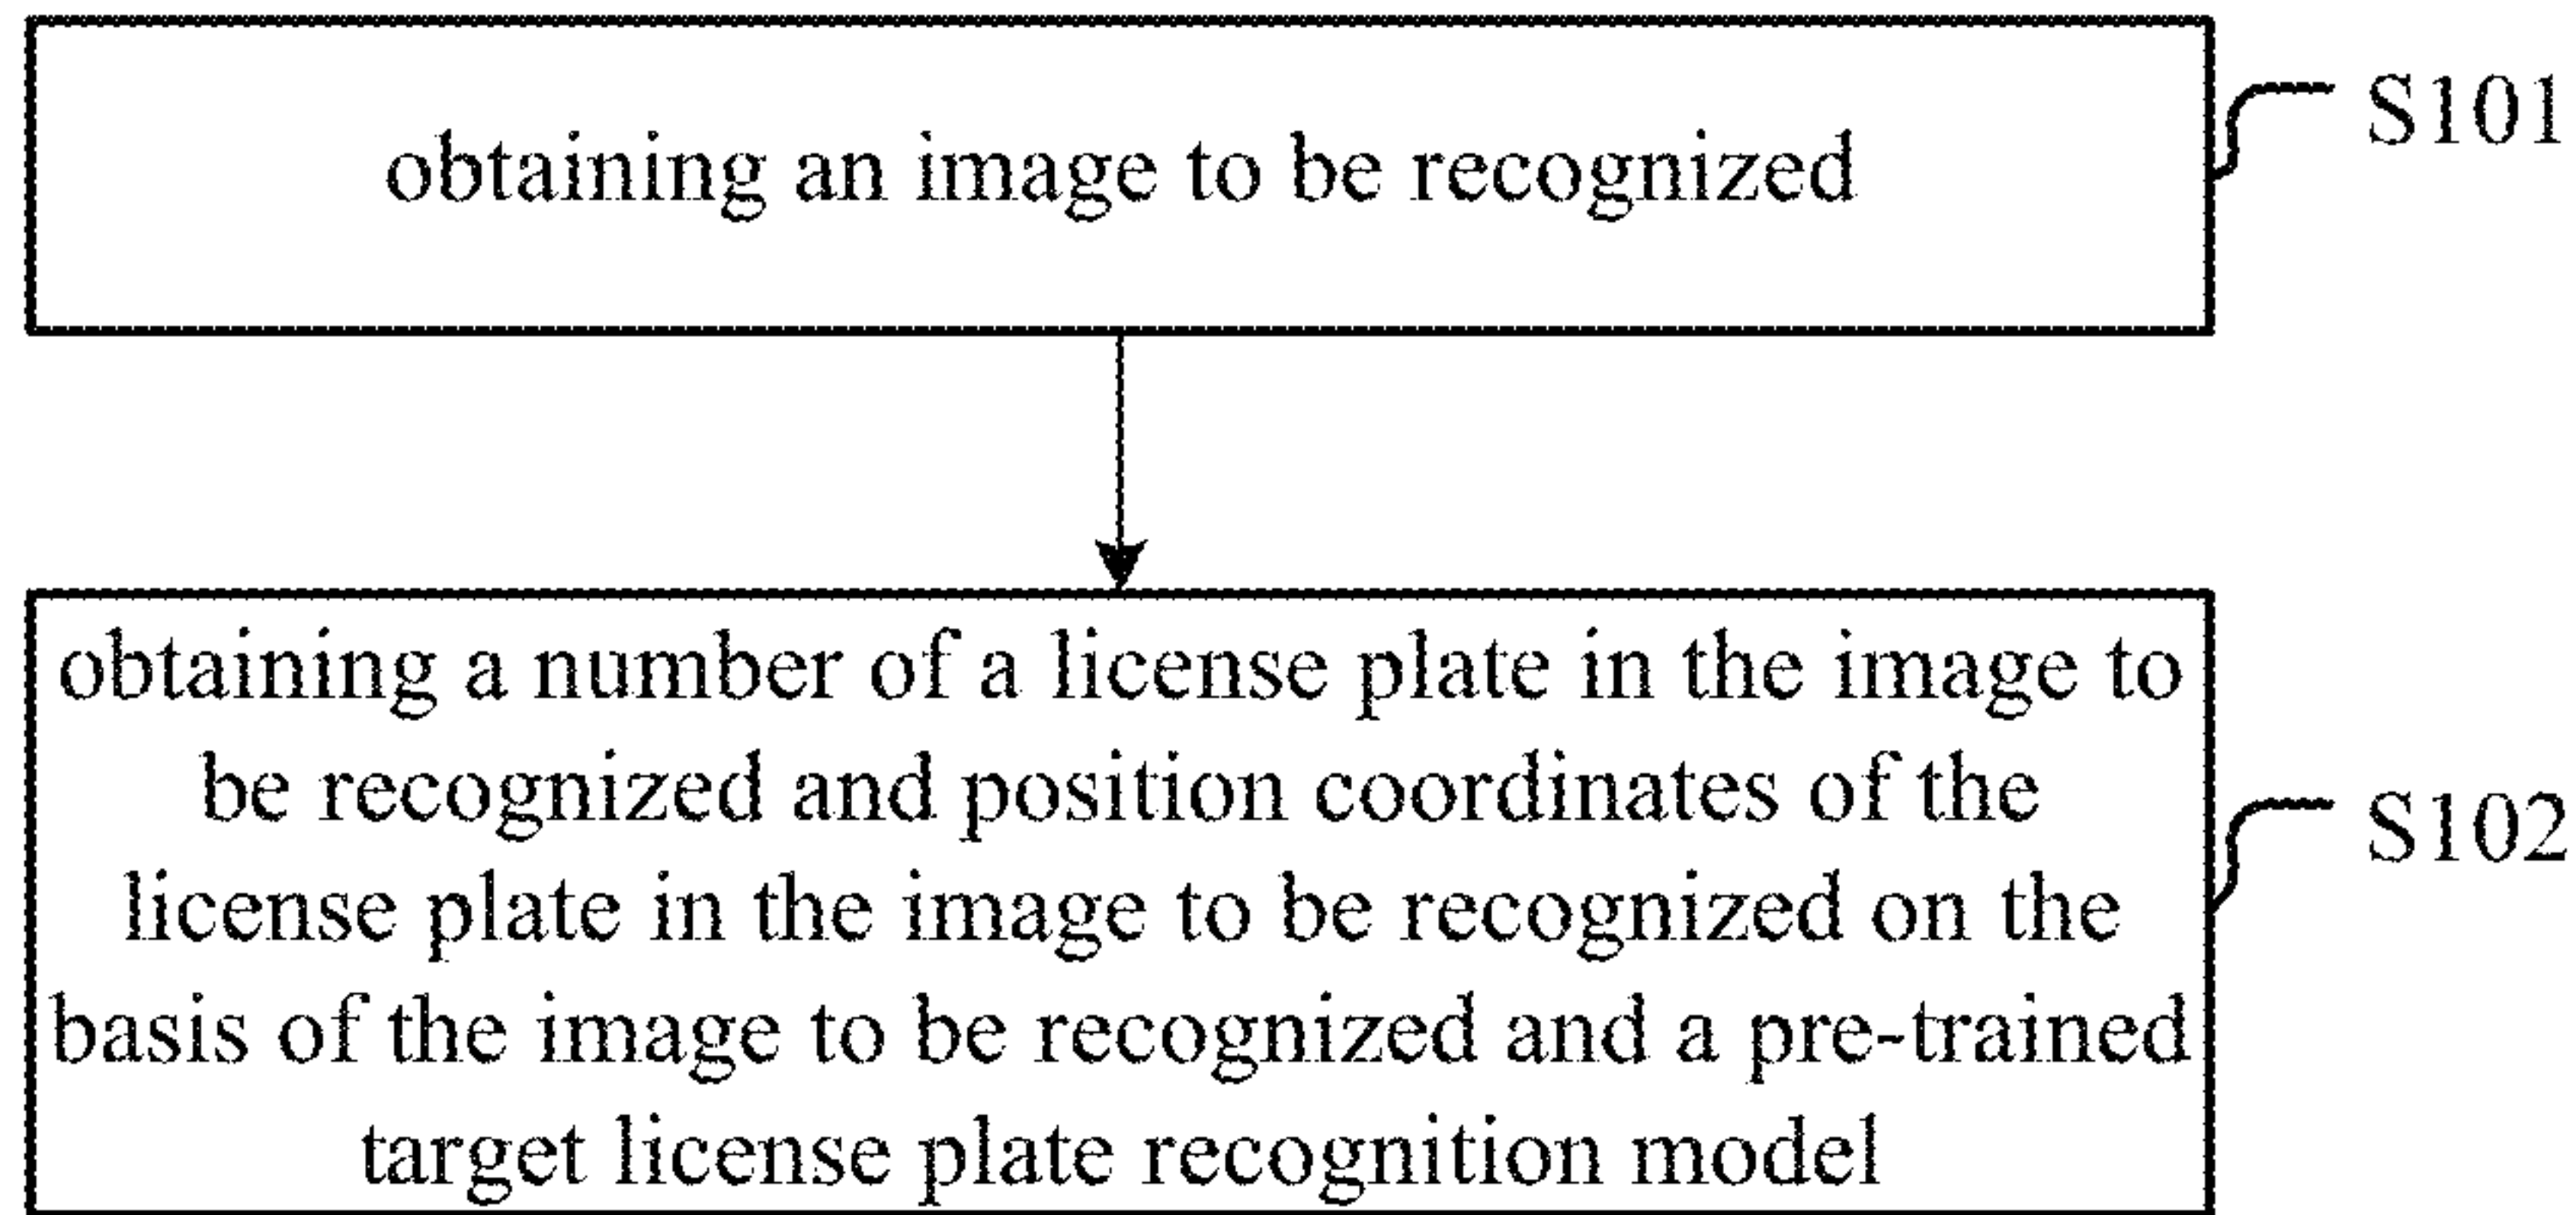 obtaining an image to be recognized
S101
obtaining a number of a license plate in the image to
be recognized and position coordinates of the
license plate in the image to be recognized on the
basis of the image to be recognized and a pre-trained
target license plate recognition model
S102